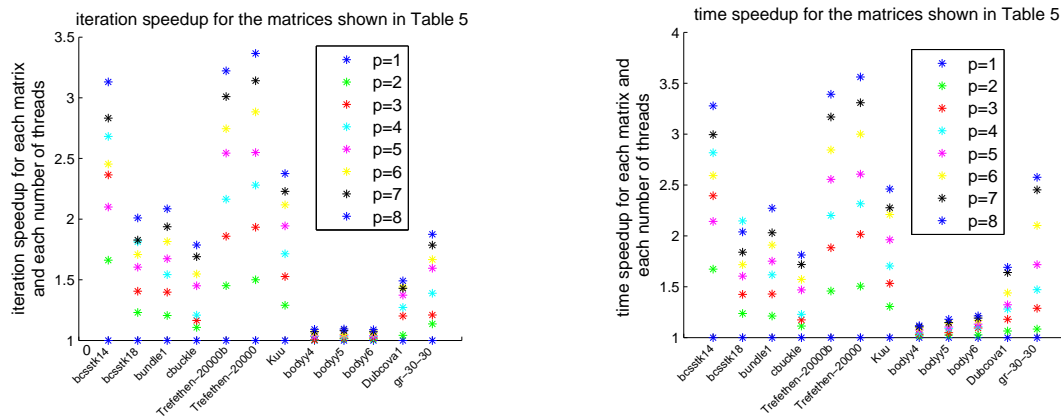 iteration speedup for the matrices shown in Table 5
iteration speedup for each matrix
and each number of threads
3.5
3
2.5
2
1.5
1
0
p=1
p=2
p=3
p=4
p=5
p=6
p=7
p=8
bcsstk14
bcsstk18
bundle1
cbuckle
Trefethen-20000b
Trefethen-20000
Kuu
bodyy4
bodyy5
bodyy6
Dubcova1
gr-30-30
time speedup for the matrices shown in Table 5
time speedup for each matrix and
each number of threads
4
3.5
3
2.5
2
1.5
1
p=1
p=2
p=3
p=4
p=5
p=6
p=7
p=8
bcsstk14
bcsstk18
bundle1
cbuckle
Trefethen-20000b
Trefethen-20000
Kuu
bodyy4
bodyy5
bodyy6
Dubcova1
gr-30-30